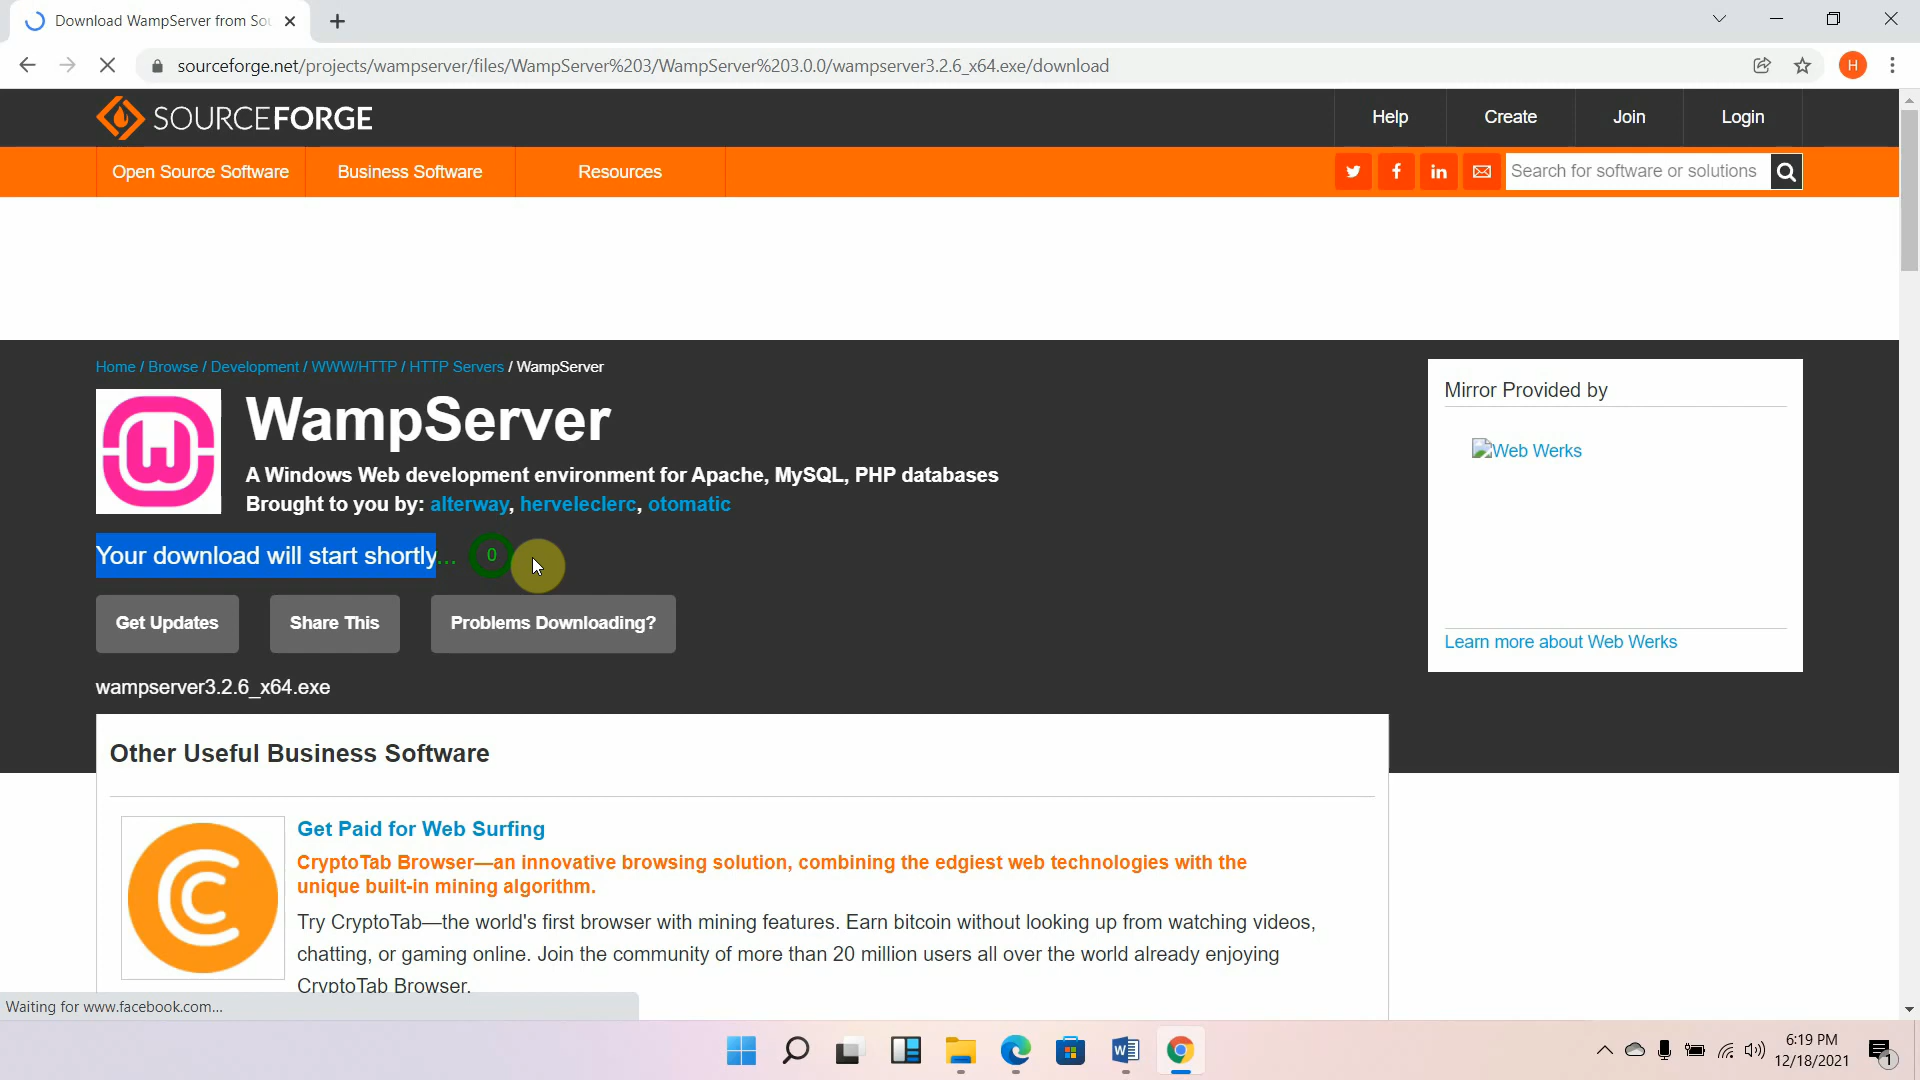 Download WampServer from Sou
sourceforge.net/projects/wampserver/files/WampServer%203/WampServer%203.0.0/wampserver3.2.6_x64.exe/download
H
SOURCEFORGE
Help
Create
Join
Login
Open Source Software
Business Software
Resources
Search for software or solutions
Home / Browse / Development / WWW/HTTP / HTTP Servers / WampServer
WampServer
A Windows Web development environment for Apache, MySQL, PHP databases
Brought to you by: alterway, herveleclerc, otomatic
Your download will start shortly... 0
Get Updates
Share This
Problems Downloading?
wampserver3.2.6_x64.exe
Mirror Provided by
Web Werks
Learn more about Web Werks
Other Useful Business Software
Get Paid for Web Surfing
CryptoTab Browser—an innovative browsing solution, combining the edgiest web technologies with the
unique built-in mining algorithm.
Try CryptoTab—the world's first browser with mining features. Earn bitcoin without looking up from watching videos,
chatting, or gaming online. Join the community of more than 20 million users all over the world already enjoying
CryptoTab Browser.
Waiting for www.facebook.com...
6:19 PM
12/18/2021
1